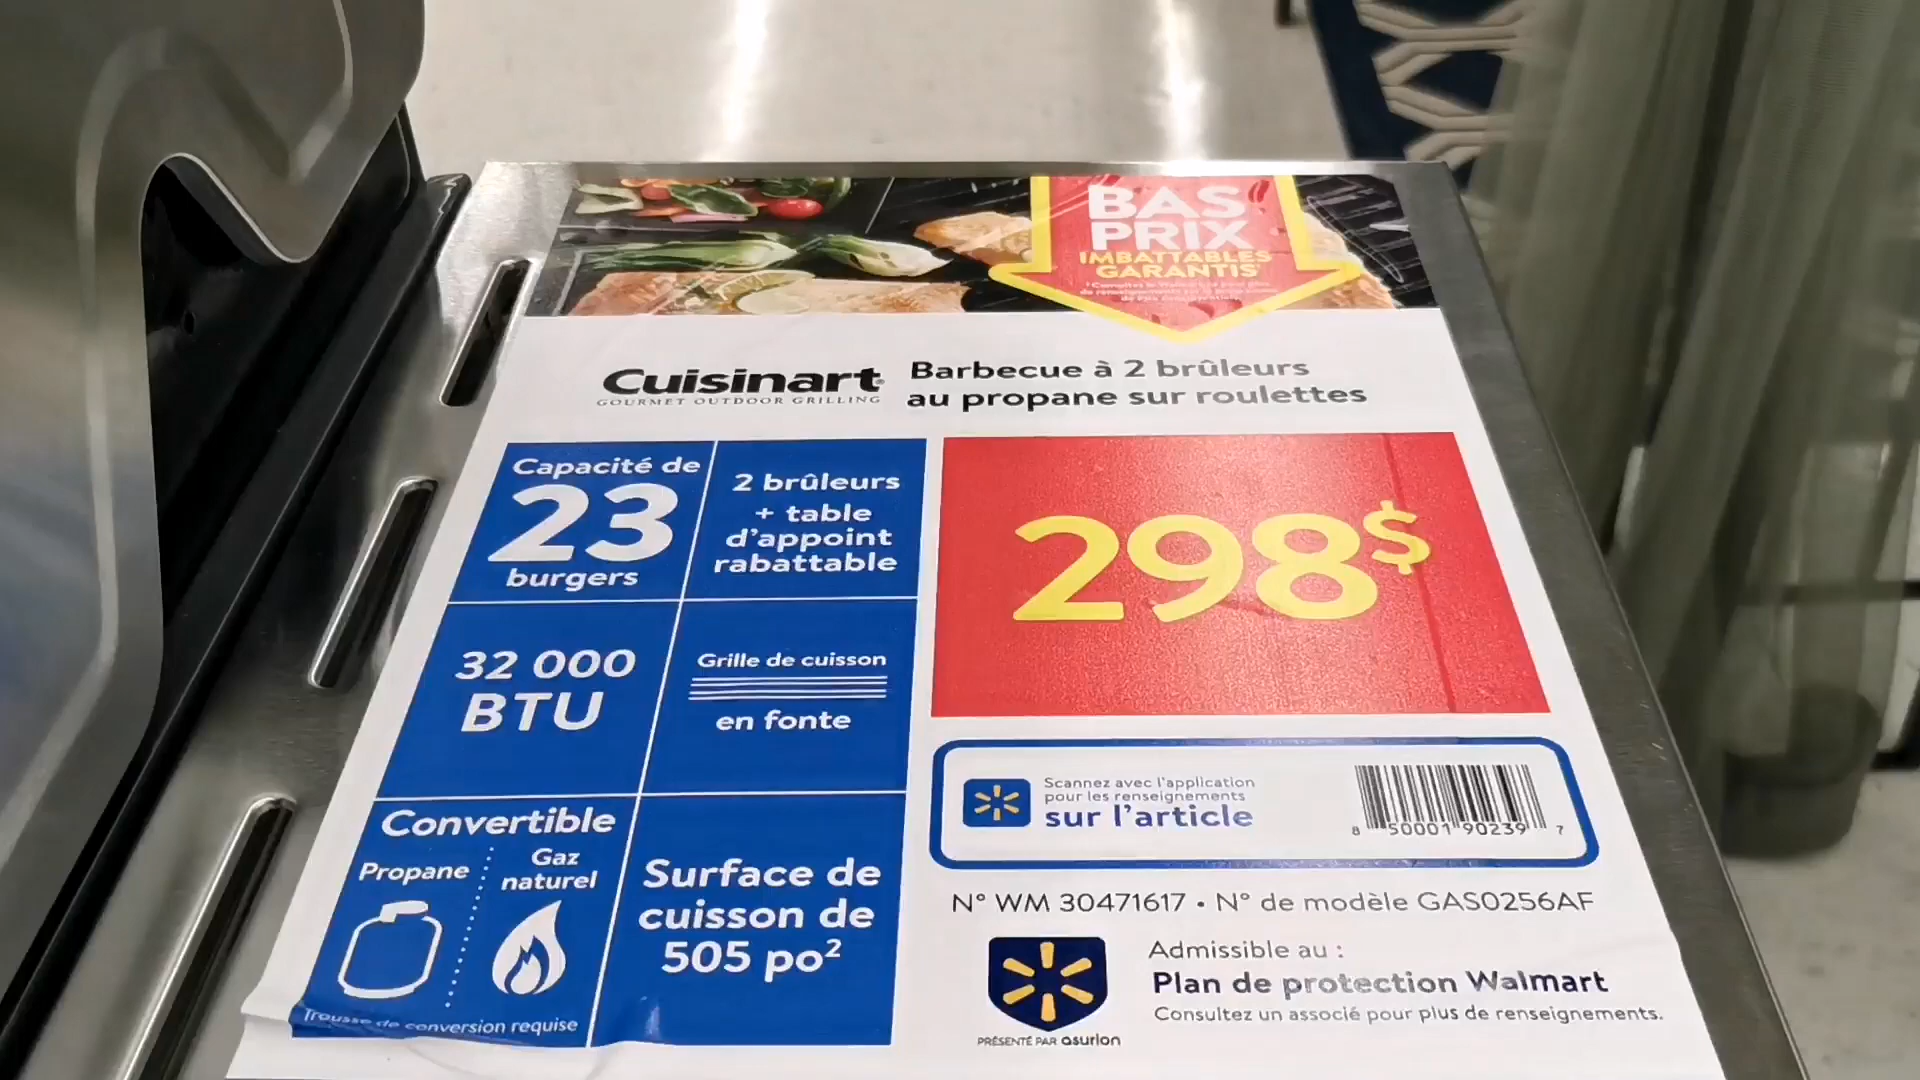 BAS
PRIX
IMBATTABLES
GARANTIS
Cuisinart
GOURMET OUTDOOR GRILLING
Barbecue à 2 brûleurs
au propane sur roulettes
Capacité de
23
burgers
2 brûleurs
+ table
d'appoint
rabattable
298$
32 000
BTU
Grille de cuisson
en fonte
Convertible
Propane
Gaz
naturel
Trousse de conversion requise
Surface de
cuisson de
505 po²
Scannez avec l'application
pour les renseignements
sur l'article
8 50001 90239 7
N° WM 30471617 • N° de modèle GAS0256AF
PRÉSENTÉ PAR asurion
Admissible au :
Plan de protection Walmart
Consultez un associé pour plus de renseignements.